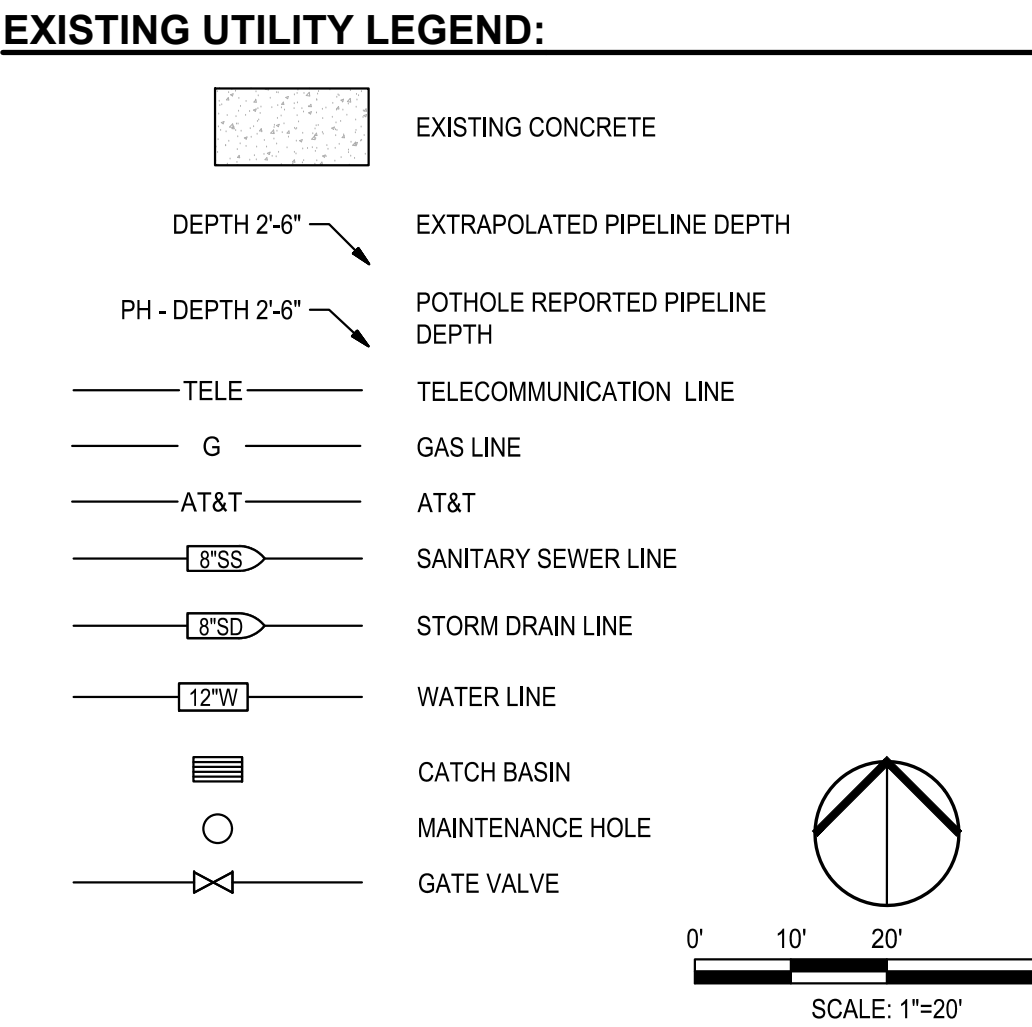 EXISTING UTILITY LEGEND:
EXISTING CONCRETE
DEPTH 2'-6" EXTRAPOLATED PIPELINE DEPTH
PH - DEPTH 2'-6" POTHOLE REPORTED PIPELINE
DEPTH
TELE TELECOMMUNICATION LINE
G GAS LINE
AT&T AT&T
8"SS SANITARY SEWER LINE
8"SD STORM DRAIN LINE
12"W WATER LINE
CATCH BASIN
MAINTENANCE HOLE
GATE VALVE
0' 10' 20'
SCALE: 1"=20'